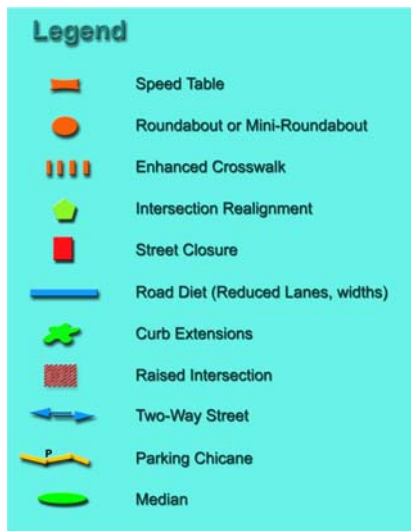 Legend
Speed Table
Roundabout or Mini-Roundabout
Enhanced Crosswalk
Intersection Realignment
Street Closure
Road Diet (Reduced Lanes, widths)
Curb Extensions
Raised Intersection
Two-Way Street
P
Parking Chicane
Median